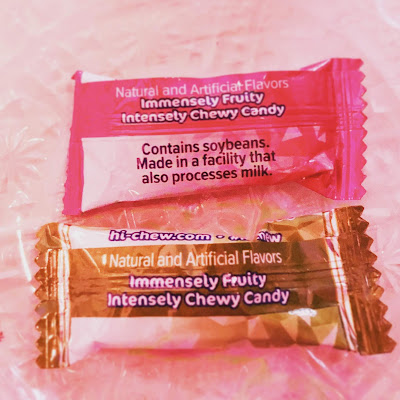 Natural and Artificial Flavors
Immensely Fruity
Intensely Chewy Candy
Contains soybeans.
Made in a facility that
also processes milk.
hi-chew.com
Natural and Artificial Flavors
Immensely Fruity
Intensely Chewy Candy